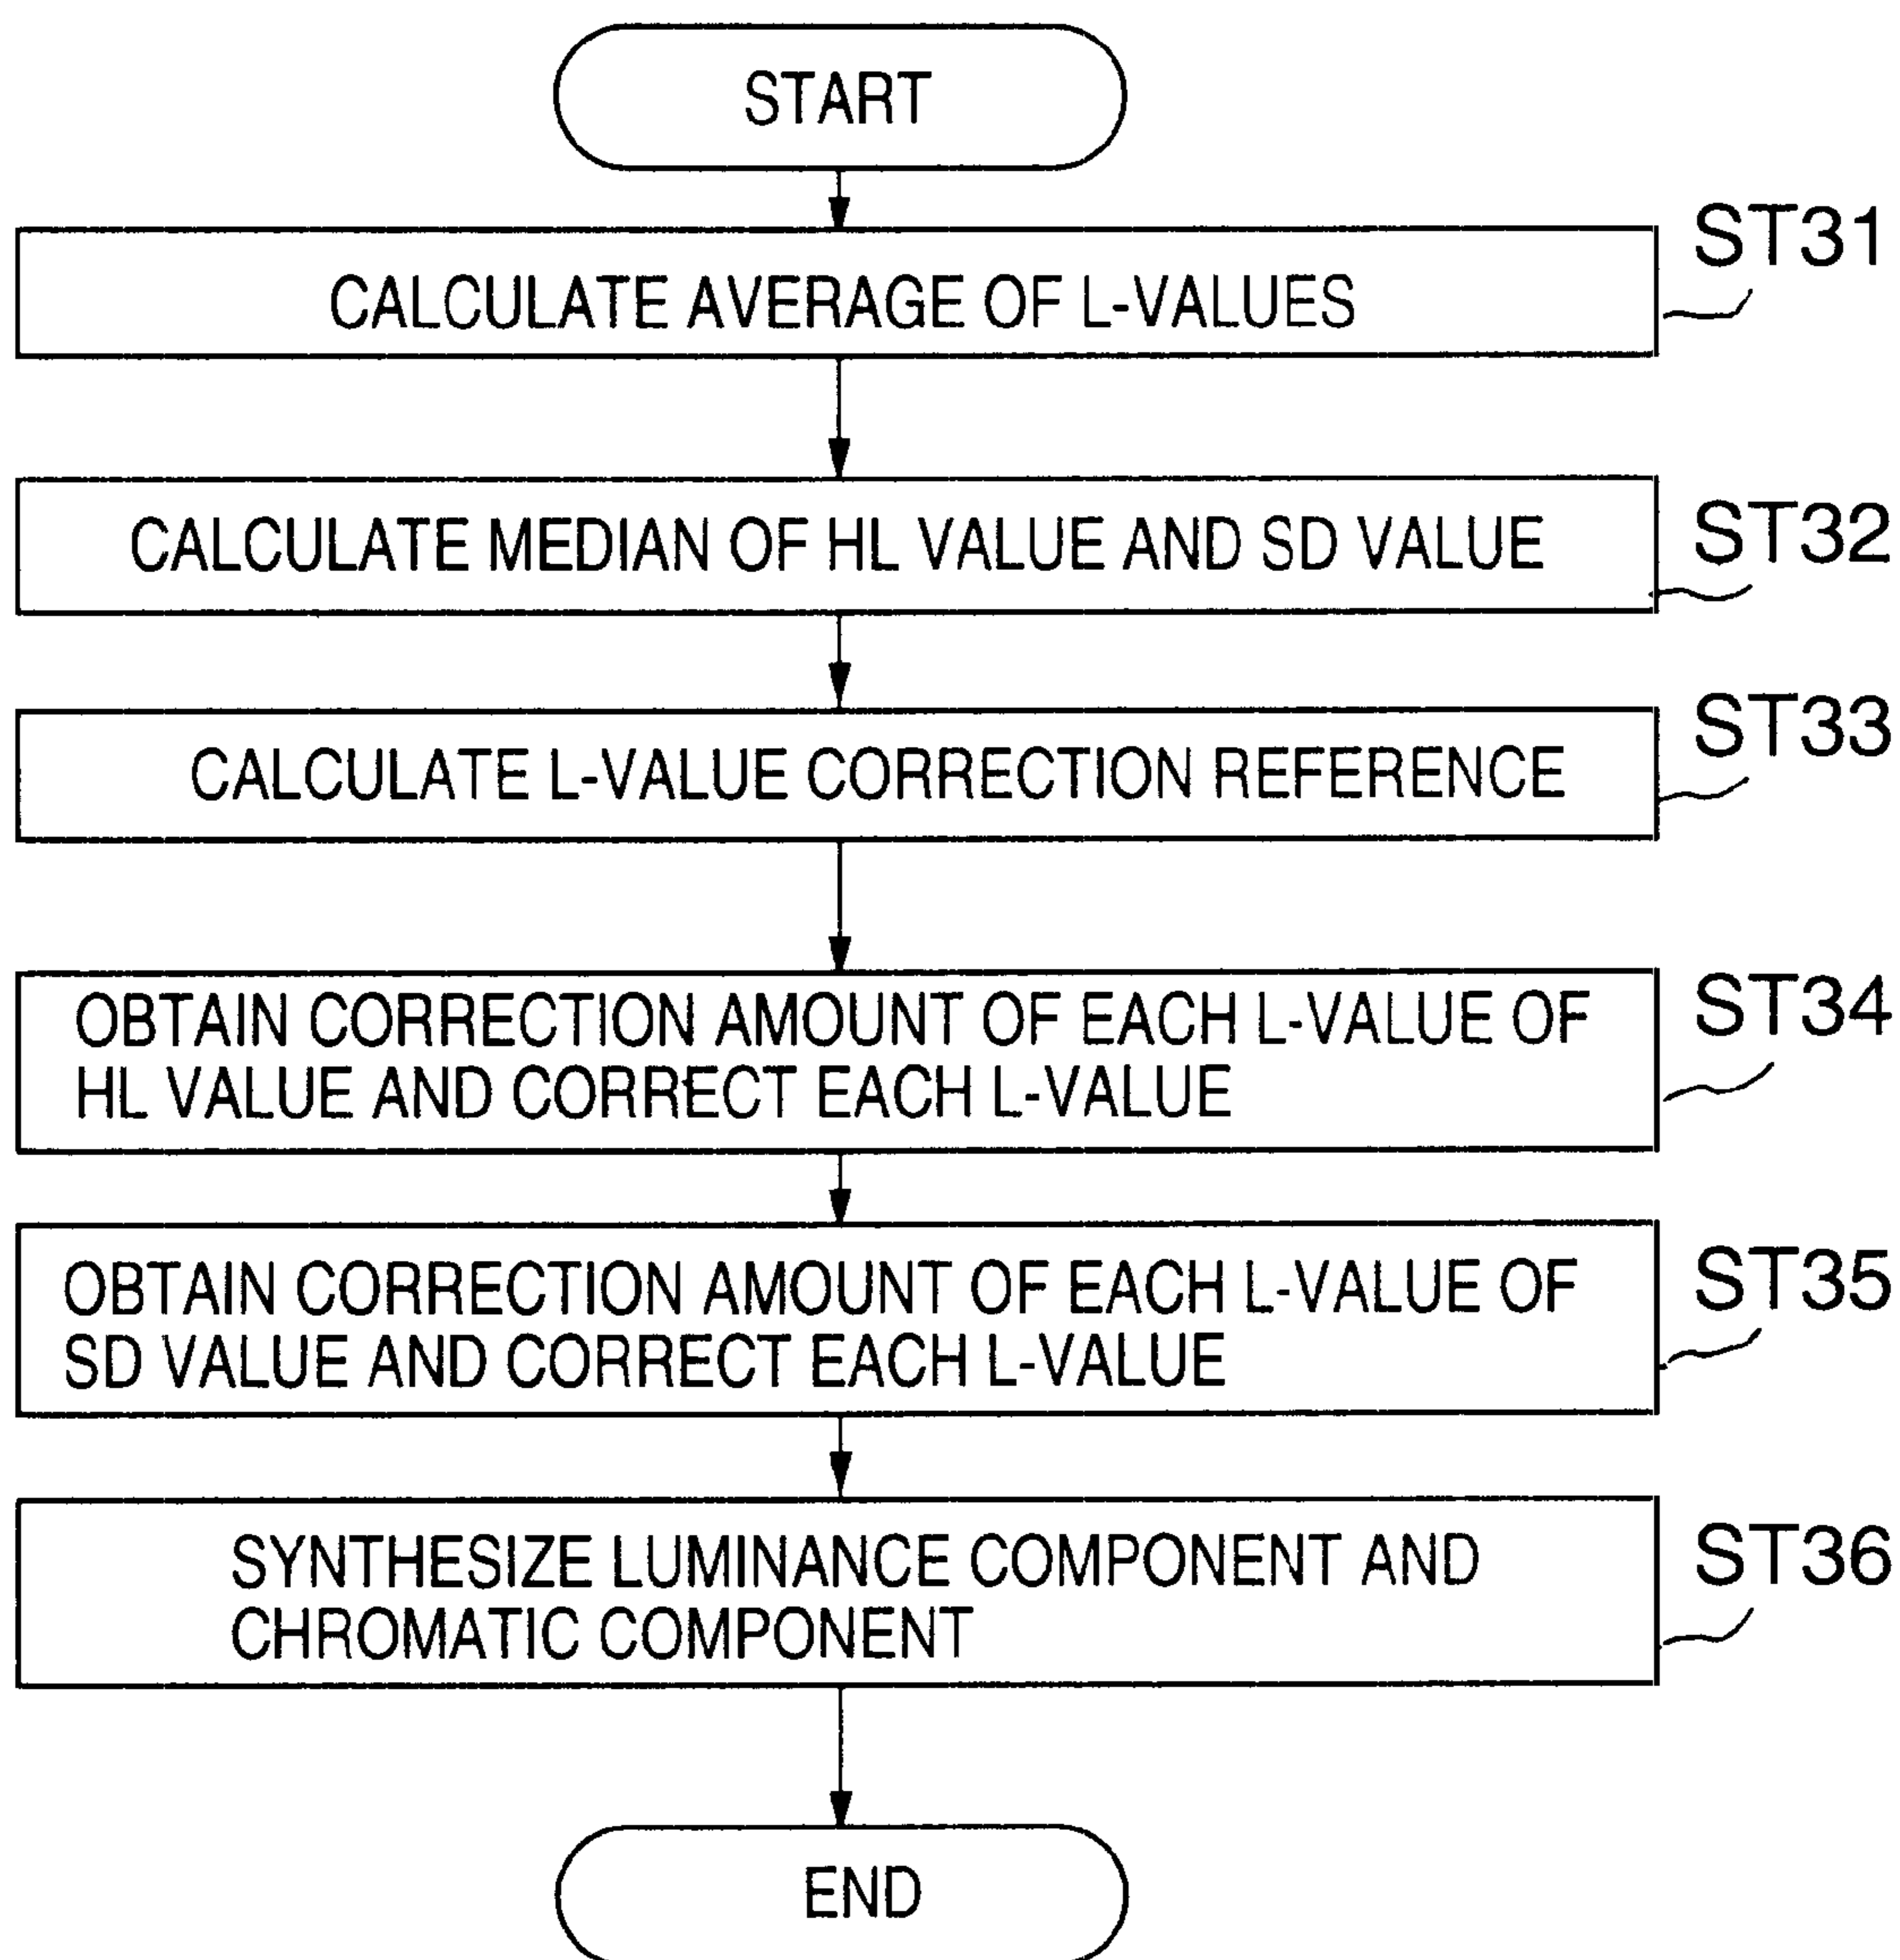 START
ST31
CALCULATE AVERAGE OF L-VALUES
ST32
CALCULATE MEDIAN OF HL VALUE AND SD VALUE
ST33
CALCULATE L-VALUE CORRECTION REFERENCE
ST34
OBTAIN CORRECTION AMOUNT OF EACH L-VALUE OF
HL VALUE AND CORRECT EACH L-VALUE
ST35
OBTAIN CORRECTION AMOUNT OF EACH L-VALUE OF
SD VALUE AND CORRECT EACH L-VALUE
ST36
SYNTHESIZE LUMINANCE COMPONENT AND
CHROMATIC COMPONENT
END